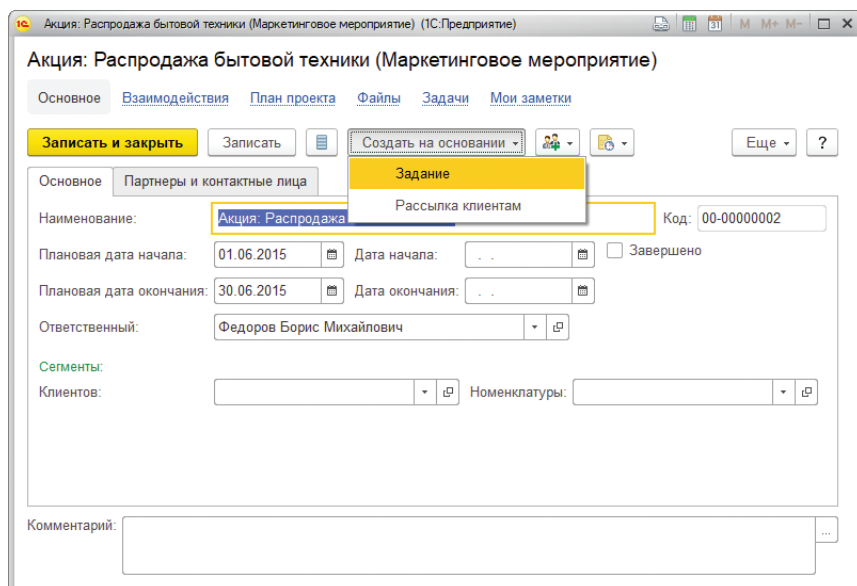 1С Акция: Распродажа бытовой техники (Маркетинговое мероприятие) (1С:Предприятие) 31 M M+ M-
Акция: Распродажа бытовой техники (Маркетинговое мероприятие)
Основное Взаимодействия План проекта Файлы Задачи Мои заметки
Записать и закрыть Записать Создать на основании Еще ?
Задание
Рассылка клиентам
Основное Партнеры и контактные лица
Наименование: Акция: Распродажа Код: 00-00000002
Плановая дата начала: 01.06.2015 Дата начала: . . Завершено
Плановая дата окончания: 30.06.2015 Дата окончания: . .
Ответственный: Федоров Борис Михайлович
Сегменты:
Клиентов: Номенклатуры:
Комментарий: ...